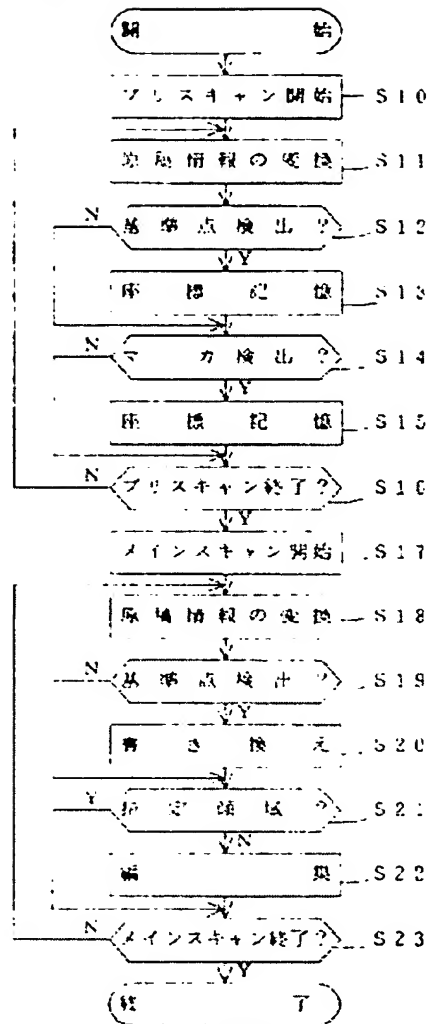 開 始
プリスキャン開始 S10
原稿情報の変換 S11
基準点検出? S12
N
Y
座標記憶 S13
マーカ検出? S14
N
Y
座標記憶 S15
プリスキャン終了? S16
N
Y
メインスキャン開始 S17
原稿情報の変換 S18
基準点検出? S19
N
Y
書き換え S20
指定領域? S21
Y
N
編 集 S22
メインスキャン終了? S23
N
Y
終 了